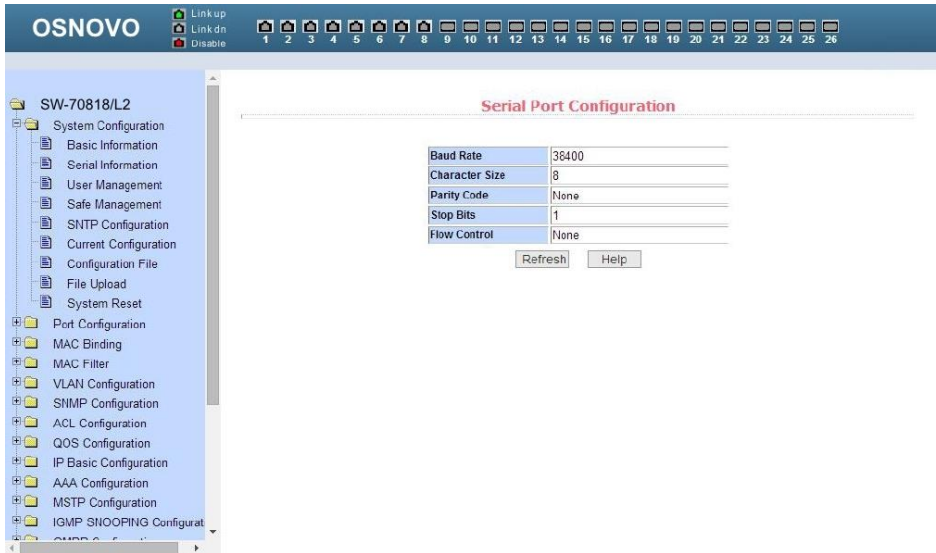 OSNOVO
Link up
Link dn
Disable
1 2 3 4 5 6 7 8 9 10 11 12 13 14 15 16 17 18 19 20 21 22 23 24 25 26
SW-70818/L2
System Configuration
Basic Information
Serial Information
User Management
Safe Management
SNTP Configuration
Current Configuration
Configuration File
File Upload
System Reset
Port Configuration
MAC Binding
MAC Filter
VLAN Configuration
SNMP Configuration
ACL Configuration
QOS Configuration
IP Basic Configuration
AAA Configuration
MSTP Configuration
IGMP SNOOPING Configurat
Serial Port Configuration
Baud Rate 38400
Character Size 8
Parity Code None
Stop Bits 1
Flow Control None
Refresh Help